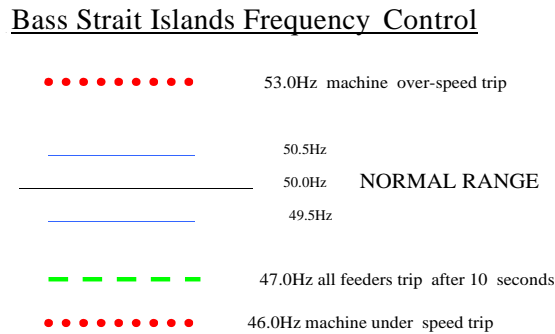 Bass Strait Islands Frequency Control
53.0Hz machine over-speed trip
50.5Hz
50.0Hz NORMAL RANGE
49.5Hz
47.0Hz all feeders trip after 10 seconds
46.0Hz machine under speed trip